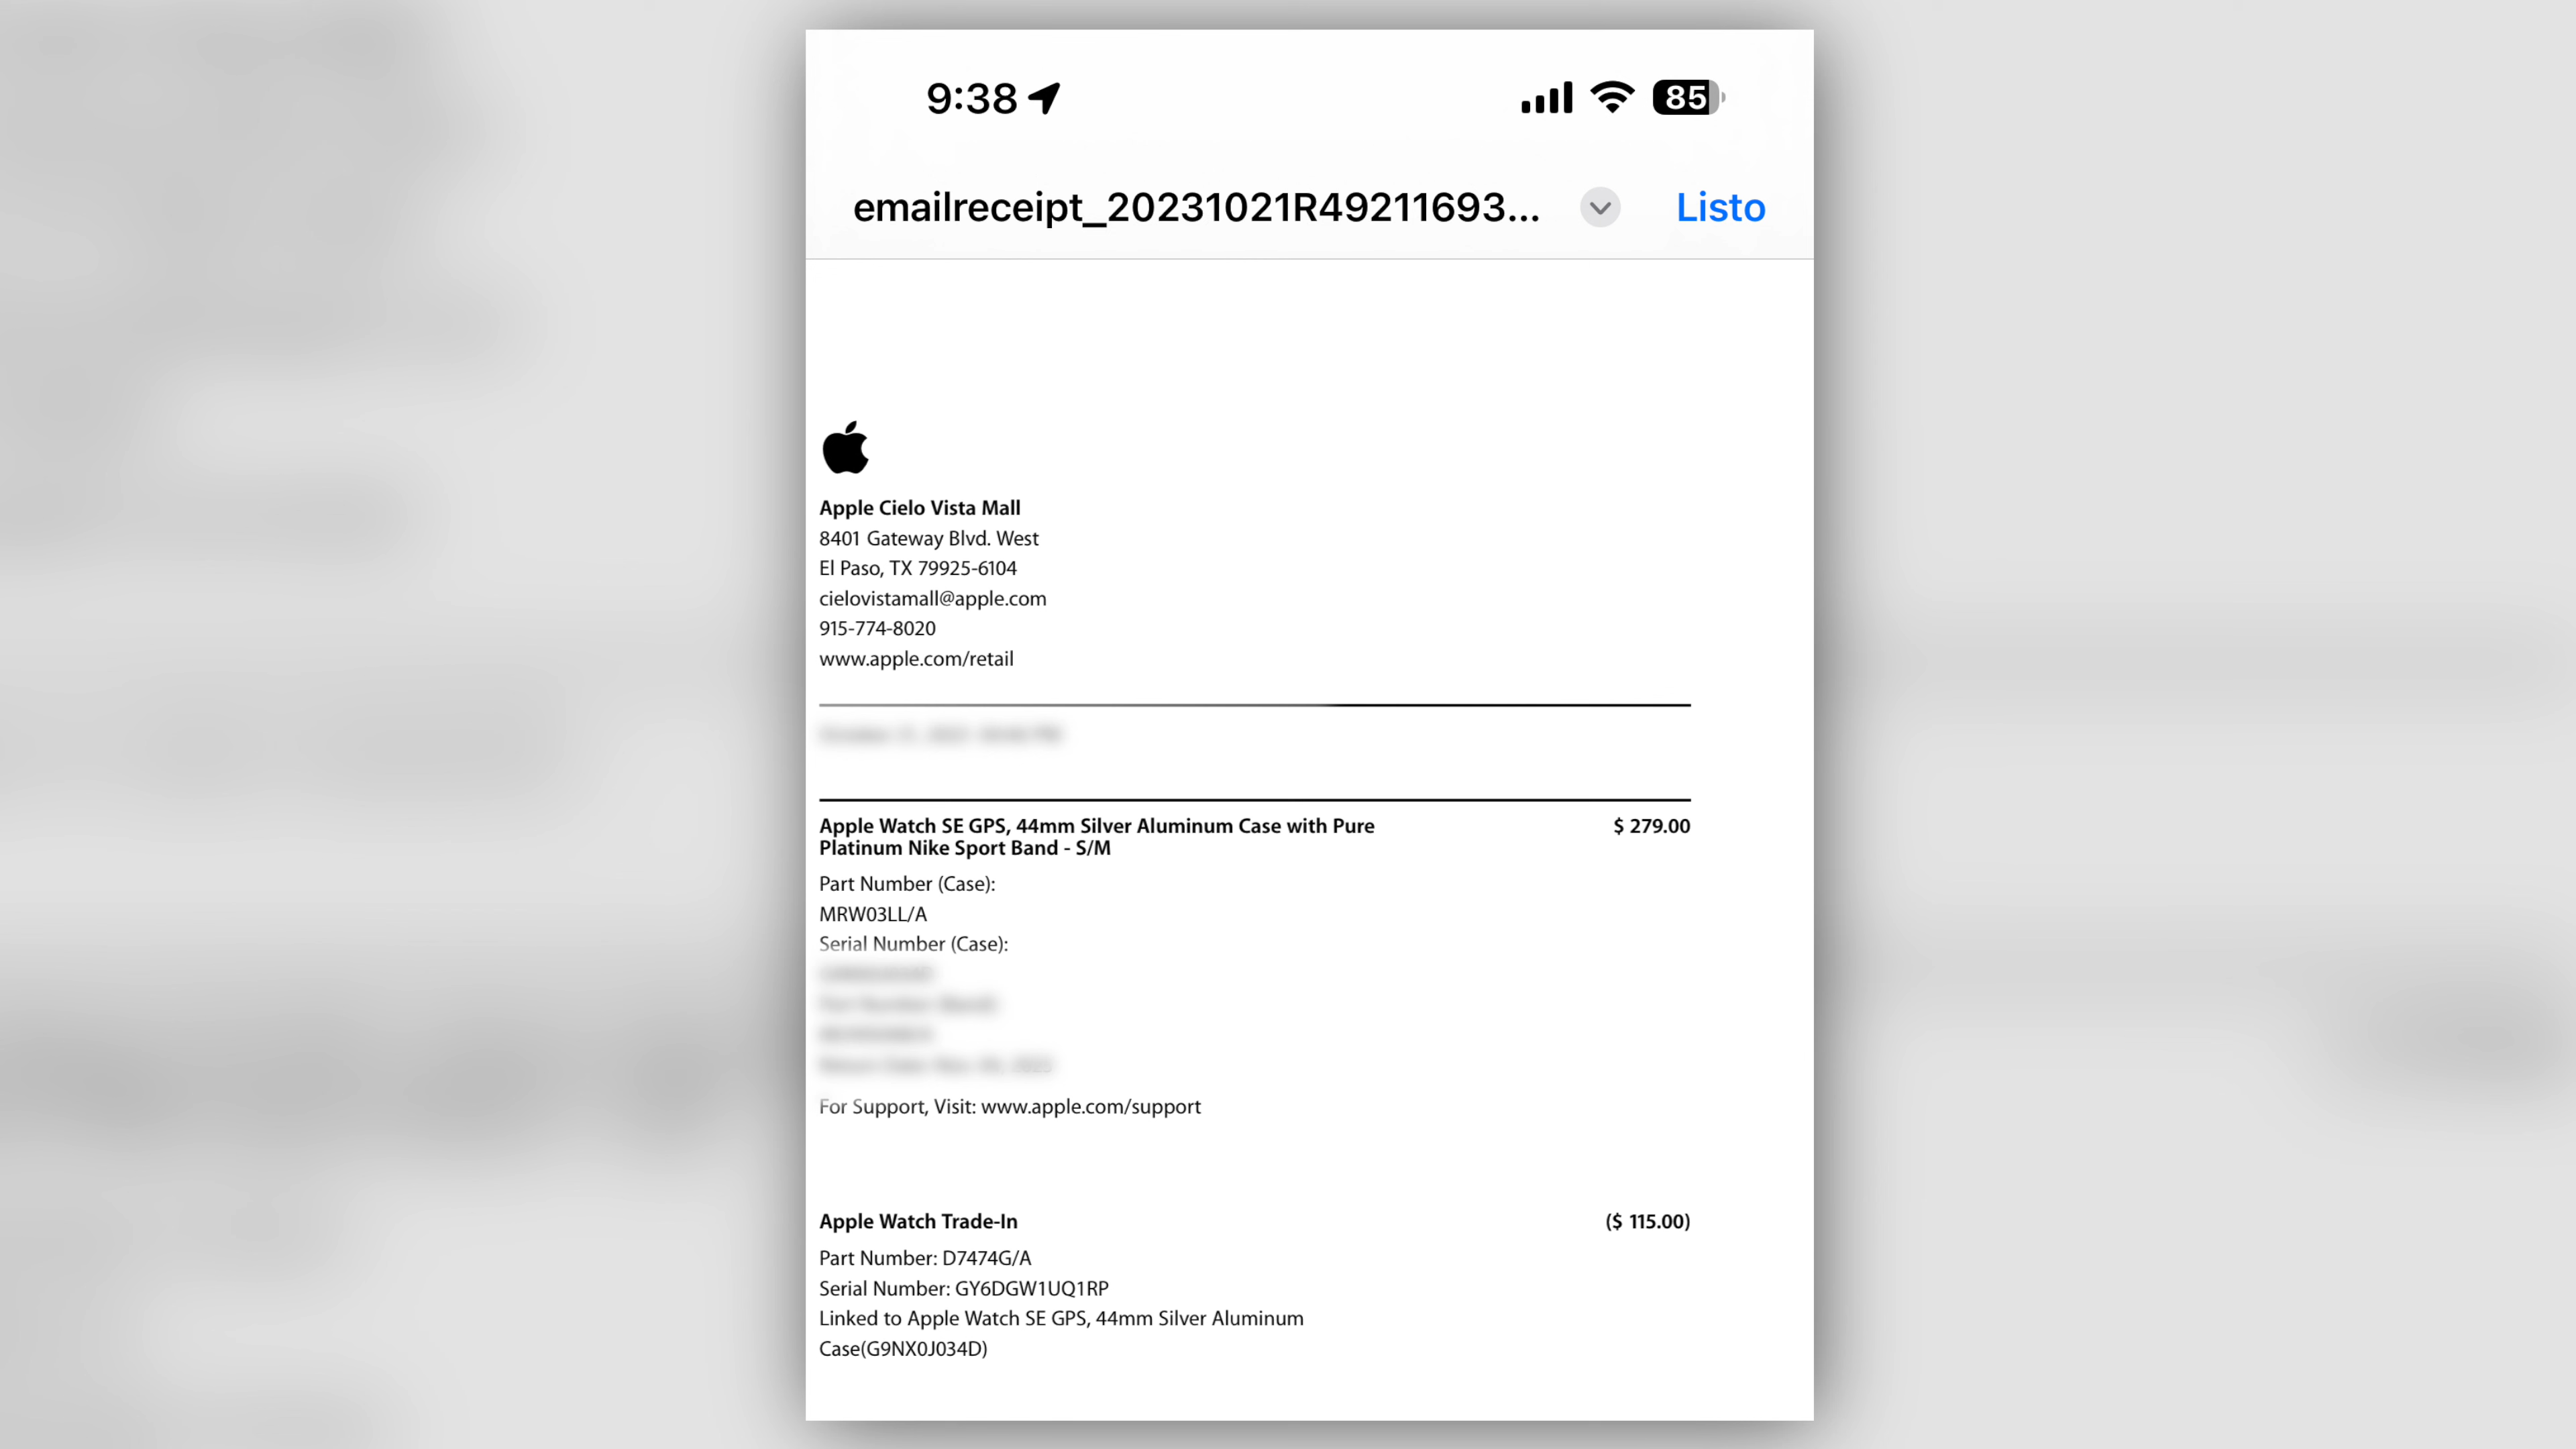 9:38
85
emailreceipt_20231021R49211693...
Listo
Apple Cielo Vista Mall
8401 Gateway Blvd. West
El Paso, TX 79925-6104
cielovistamall@apple.com
915-774-8020
www.apple.com/retail
Apple Watch SE GPS, 44mm Silver Aluminum Case with Pure $ 279.00
Platinum Nike Sport Band - S/M
Part Number (Case):
MRW03LL/A
Serial Number (Case):
For Support, Visit: www.apple.com/support
Apple Watch Trade-In ($ 115.00)
Part Number: D7474G/A
Serial Number: GY6DGW1UQ1RP
Linked to Apple Watch SE GPS, 44mm Silver Aluminum
Case(G9NX0J034D)